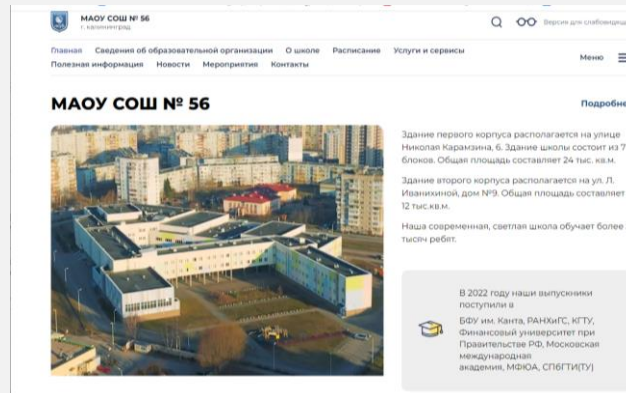 МАОУ СОШ № 56
г. калининград
Версия для слабовидящ
Главная Сведения об образовательной организации О школе Расписание Услуги и сервисы
Полезная информация Новости Мероприятия Контакты
Меню
МАОУ СОШ № 56
Подробне
Здание первого корпуса располагается на улице
Николая Карамзина, 6. Здание школы состоит из 7
блоков. Общая площадь составляет 24 тыс. кв.м.
Здание второго корпуса располагается на ул. Л.
Иванихиной, дом №9. Общая площадь составляет
12 тыс.кв.м.
Наша современная, светлая школа обучает более
тысяч ребят.
В 2022 году наши выпускники
поступили в
БФУ им. Канта, РАНХиГС, КГТУ,
Финансовый университет при
Правительстве РФ, Московская
международная
академия, МФЮА, СПбГТИ(ТУ)